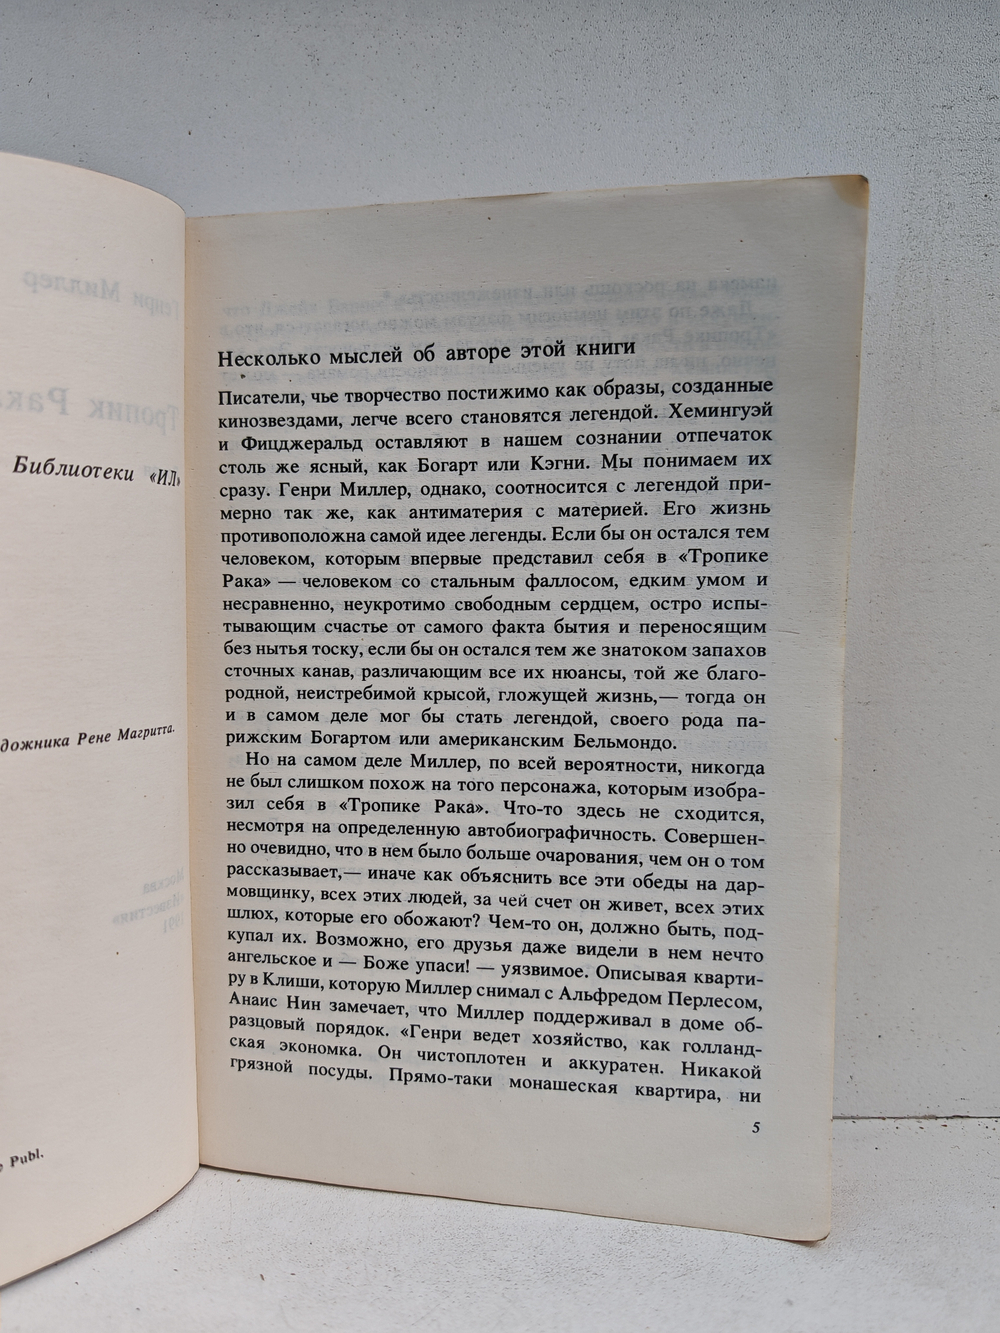 Генри Миллер
Тропик Рака
Библиотеки «ИЛ»
дожника Рене Магритта.
Москва
«Известия»
1991
Publ.
Несколько мыслей об авторе этой книги
Писатели, чье творчество постижимо как образы, созданные
кинозвездами, легче всего становятся легендой. Хемингуэй
и Фицджеральд оставляют в нашем сознании отпечаток
столь же ясный, как Богарт или Кэгни. Мы понимаем их
сразу. Генри Миллер, однако, соотносится с легендой при-
мерно так же, как антиматерия с материей. Его жизнь
противоположна самой идее легенды. Если бы он остался тем
человеком, которым впервые представил себя в «Тропике
Рака» — человеком со стальным фаллосом, едким умом и
несравненно, неукротимо свободным сердцем, остро испы-
тывающим счастье от самого факта бытия и переносящим
без нытья тоску, если бы он остался тем же знатоком запахов
сточных канав, различающим все их нюансы, той же благо-
родной, неистребимой крысой, гложущей жизнь,— тогда он
и в самом деле мог бы стать легендой, своего рода па-
рижским Богартом или американским Бельмондо.
Но на самом деле Миллер, по всей вероятности, никогда
не был слишком похож на того персонажа, которым изобра-
зил себя в «Тропике Рака». Что-то здесь не сходится,
несмотря на определенную автобиографичность. Совершен-
но очевидно, что в нем было больше очарования, чем он о том
рассказывает,— иначе как объяснить все эти обеды на дар-
мовщинку, всех этих людей, за чей счет он живет, всех этих
шлюх, которые его обожают? Чем-то он, должно быть, под-
купал их. Возможно, его друзья даже видели в нем нечто
ангельское и — Боже упаси! — уязвимое. Описывая кварти-
ру в Клиши, которую Миллер снимал с Альфредом Перлесом,
Анаис Нин замечает, что Миллер поддерживал в доме об-
разцовый порядок. «Генри ведет хозяйство, как голланд-
ская экономка. Он чистоплотен и аккуратен. Никакой
грязной посуды. Прямо-таки монашеская квартира, ни
5